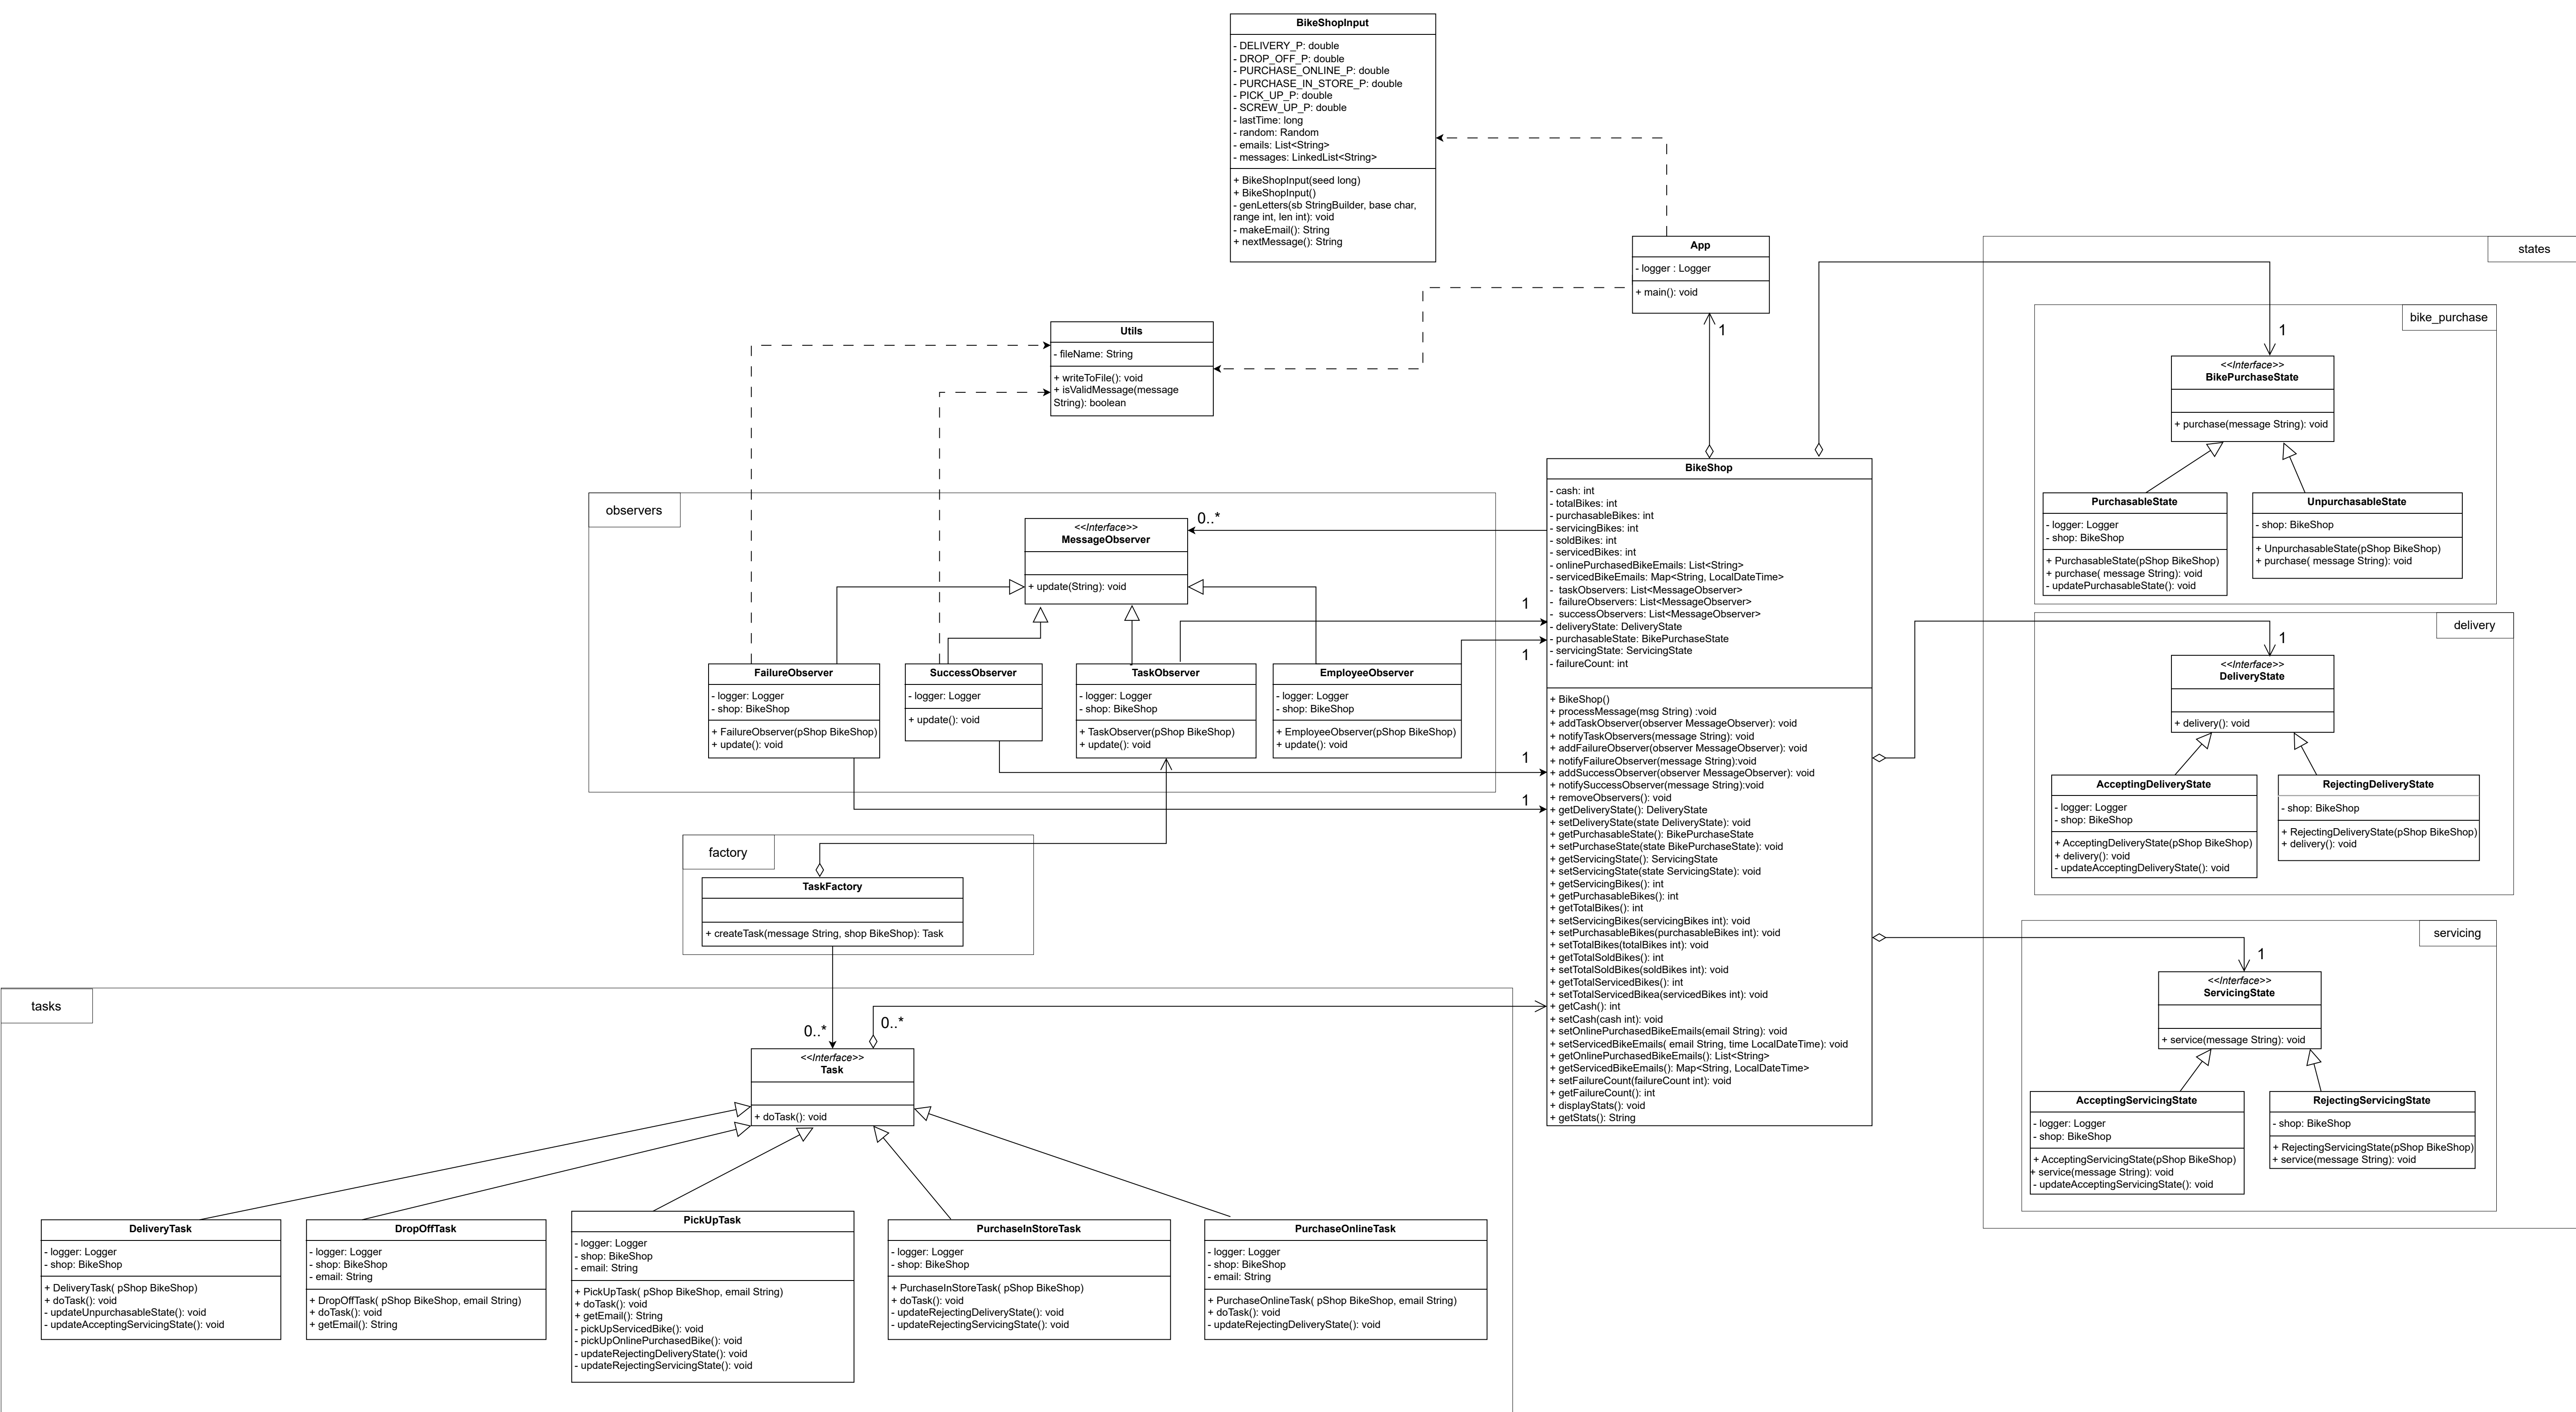 BikeShopInput
- DELIVERY_P: double
- DROP_OFF_P: double
- PURCHASE_ONLINE_P: double
- PURCHASE_IN_STORE_P: double
- PICK_UP_P: double
- SCREW_UP_P: double
- lastTime: long
- random: Random
- emails: List<String>
- messages: LinkedList<String>
+ BikeShopInput(seed long)
+ BikeShopInput()
- genLetters(sb StringBuilder, base char,
range int, len int): void
- makeEmail(): String
+ nextMessage(): String
App
- logger : Logger
+ main(): void
1
Utils
- fileName: String
+ writeToFile(): void
+ isValidMessage(message
String): boolean
observers
<<Interface>>
MessageObserver
+ update(String): void
0..*
FailureObserver
- logger: Logger
- shop: BikeShop
+ FailureObserver(pShop BikeShop)
+ update(): void
SuccessObserver
- logger: Logger
+ update(): void
TaskObserver
- logger: Logger
- shop: BikeShop
+ TaskObserver(pShop BikeShop)
+ update(): void
EmployeeObserver
- logger: Logger
- shop: BikeShop
+ EmployeeObserver(pShop BikeShop)
+ update(): void
1
1
1
1
BikeShop
- cash: int
- totalBikes: int
- purchasableBikes: int
- servicingBikes: int
- soldBikes: int
- servicedBikes: int
- onlinePurchasedBikeEmails: List<String>
- servicedBikeEmails: Map<String, LocalDateTime>
- taskObservers: List<MessageObserver>
- failureObservers: List<MessageObserver>
- successObservers: List<MessageObserver>
- deliveryState: DeliveryState
- purchasableState: BikePurchaseState
- servicingState: ServicingState
- failureCount: int
+ BikeShop()
+ processMessage(msg String) :void
+ addTaskObserver(observer MessageObserver): void
+ notifyTaskObservers(message String): void
+ addFailureObserver(observer MessageObserver): void
+ notifyFailureObserver(message String):void
+ addSuccessObserver(observer MessageObserver): void
+ notifySuccessObserver(message String):void
+ removeObservers(): void
+ getDeliveryState(): DeliveryState
+ setDeliveryState(state DeliveryState): void
+ getPurchasableState(): BikePurchaseState
+ setPurchaseState(state BikePurchaseState): void
+ getServicingState(): ServicingState
+ setServicingState(state ServicingState): void
+ getServicingBikes(): int
+ getPurchasableBikes(): int
+ getTotalBikes(): int
+ setServicingBikes(servicingBikes int): void
+ setPurchasableBikes(purchasableBikes int): void
+ setTotalBikes(totalBikes int): void
+ getTotalSoldBikes(): int
+ setTotalSoldBikes(soldBikes int): void
+ getTotalServicedBikes(): int
+ setTotalServicedBikea(servicedBikes int): void
+ getCash(): int
+ setCash(cash int): void
+ setOnlinePurchasedBikeEmails(email String): void
+ setServicedBikeEmails( email String, time LocalDateTime): void
+ getOnlinePurchasedBikeEmails(): List<String>
+ getServicedBikeEmails(): Map<String, LocalDateTime>
+ setFailureCount(failureCount int): void
+ getFailureCount(): int
+ displayStats(): void
+ getStats(): String
states
bike_purchase
1
<<Interface>>
BikePurchaseState
+ purchase(message String): void
PurchasableState
- logger: Logger
- shop: BikeShop
+ PurchasableState(pShop BikeShop)
+ purchase( message String): void
- updatePurchasableState(): void
UnpurchasableState
- shop: BikeShop
+ UnpurchasableState(pShop BikeShop)
+ purchase( message String): void
delivery
1
<<Interface>>
DeliveryState
+ delivery(): void
AcceptingDeliveryState
- logger: Logger
- shop: BikeShop
+ AcceptingDeliveryState(pShop BikeShop)
+ delivery(): void
- updateAcceptingDeliveryState(): void
RejectingDeliveryState
- shop: BikeShop
+ RejectingDeliveryState(pShop BikeShop)
+ delivery(): void
servicing
1
<<Interface>>
ServicingState
+ service(message String): void
AcceptingServicingState
- logger: Logger
- shop: BikeShop
+ AcceptingServicingState(pShop BikeShop)
+ service(message String): void
- updateAcceptingServicingState(): void
RejectingServicingState
- shop: BikeShop
+ RejectingServicingState(pShop BikeShop)
+ service(message String): void
factory
TaskFactory
+ createTask(message String, shop BikeShop): Task
tasks
0..*
0..*
<<Interface>>
Task
+ doTask(): void
DeliveryTask
- logger: Logger
- shop: BikeShop
+ DeliveryTask( pShop BikeShop)
+ doTask(): void
- updateUnpurchasableState(): void
- updateAcceptingServicingState(): void
DropOffTask
- logger: Logger
- shop: BikeShop
- email: String
+ DropOffTask( pShop BikeShop, email String)
+ doTask(): void
+ getEmail(): String
PickUpTask
- logger: Logger
- shop: BikeShop
- email: String
+ PickUpTask( pShop BikeShop, email String)
+ doTask(): void
+ getEmail(): String
- pickUpServicedBike(): void
- pickUpOnlinePurchasedBike(): void
- updateRejectingDeliveryState(): void
- updateRejectingServicingState(): void
PurchaseInStoreTask
- logger: Logger
- shop: BikeShop
+ PurchaseInStoreTask( pShop BikeShop)
+ doTask(): void
- updateRejectingDeliveryState(): void
- updateRejectingServicingState(): void
PurchaseOnlineTask
- logger: Logger
- shop: BikeShop
- email: String
+ PurchaseOnlineTask( pShop BikeShop, email String)
+ doTask(): void
- updateRejectingDeliveryState(): void